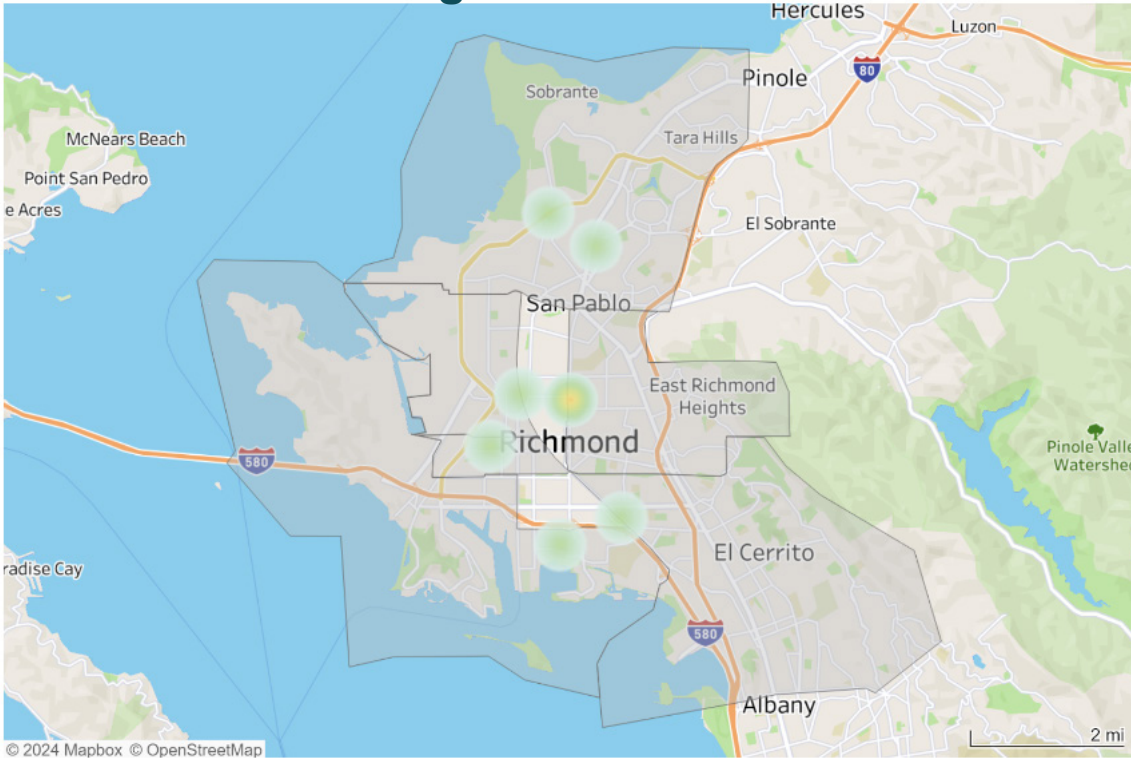 Hercules
Luzon
Pinole
80
Sobrante
McNears Beach
Tara Hills
Point San Pedro
e Acres
El Sobrante
San Pablo
East Richmond
Heights
Richmond
580
Pinole Valle
Watershed
El Cerrito
radise Cay
580
Albany
2 mi
© 2024 Mapbox © OpenStreetMap